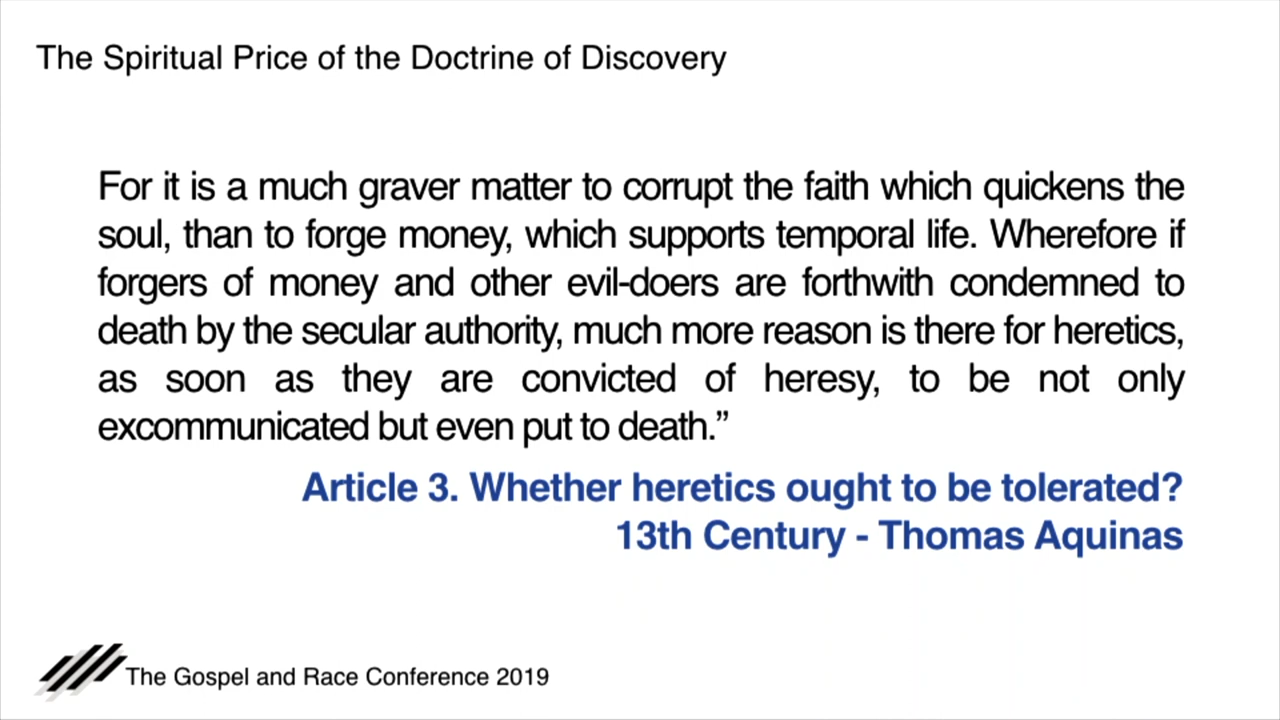 The Spiritual Price of the Doctrine of Discovery
For it is a much graver matter to corrupt the faith which quickens the
soul, than to forge money, which supports temporal life. Wherefore if
forgers of money and other evil-doers are forthwith condemned to
death by the secular authority, much more reason is there for heretics,
as soon as they are convicted of heresy, to be not only
excommunicated but even put to death.”
Article 3. Whether heretics ought to be tolerated?
13th Century - Thomas Aquinas
The Gospel and Race Conference 2019